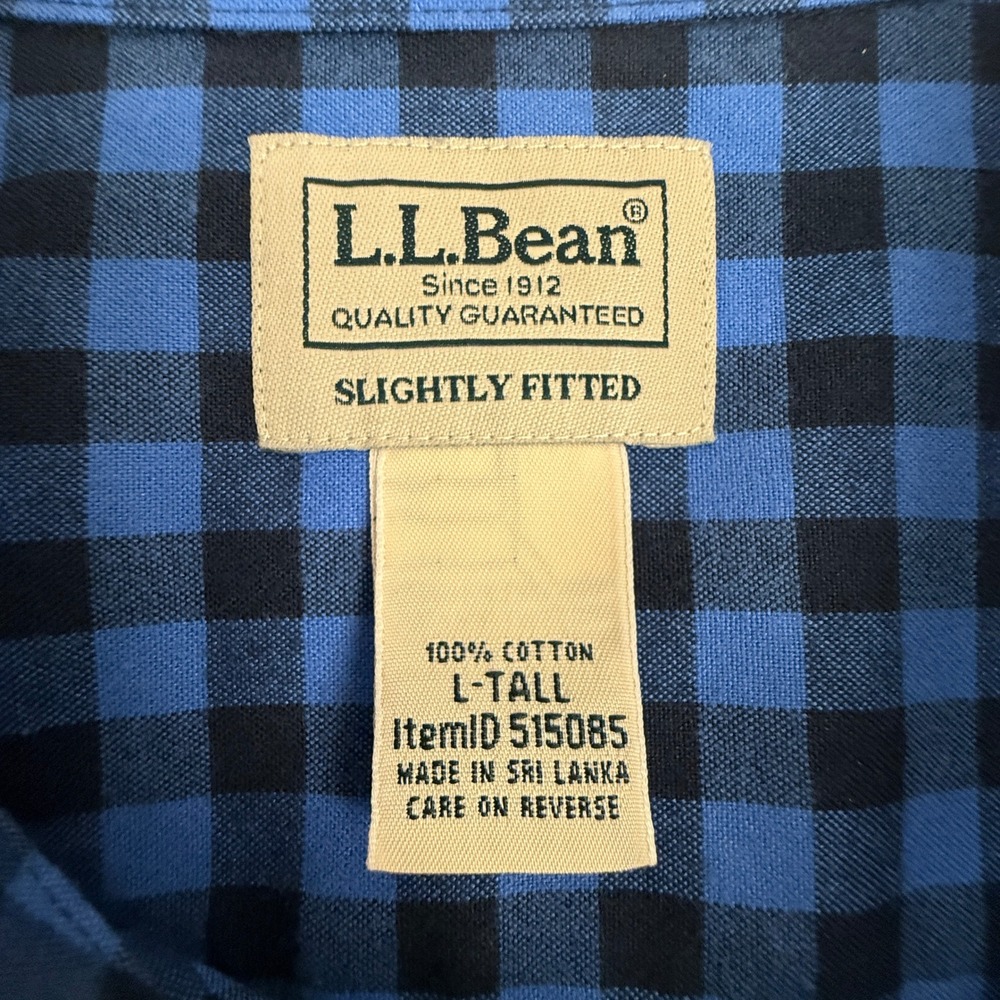 L.L.Bean®
Since 1912
QUALITY GUARANTEED
SLIGHTLY FITTED
100% COTTON
L-TALL
ItemID 515085
MADE IN SRI LANKA
CARE ON REVERSE